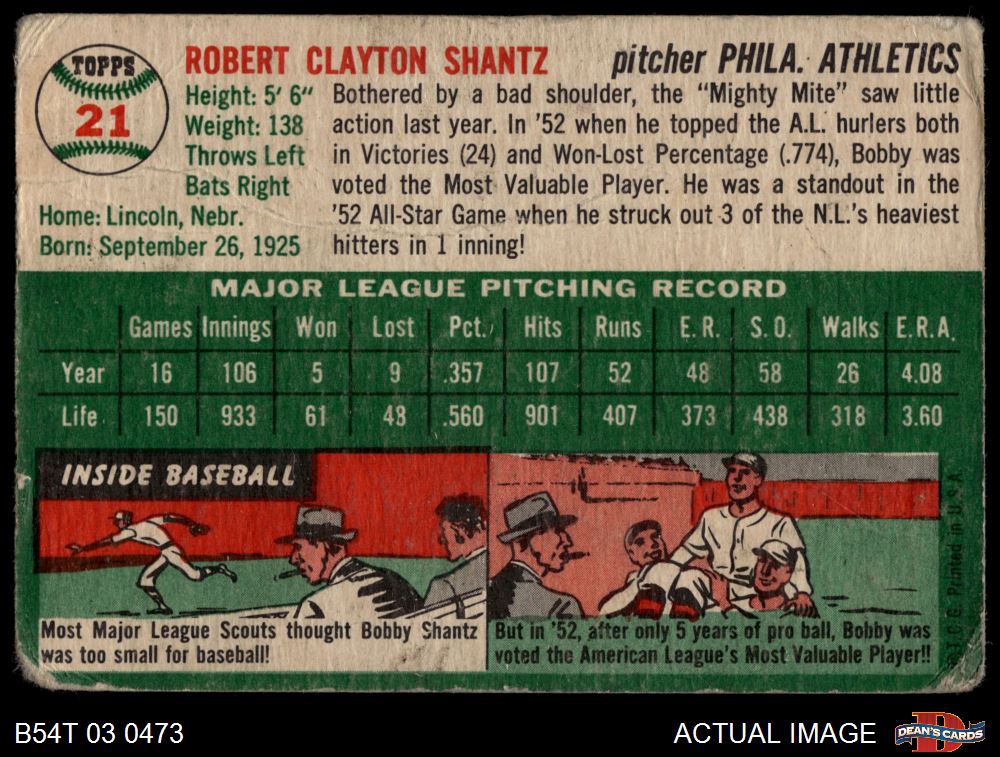 TOPPS
21
ROBERT CLAYTON SHANTZ
pitcher PHILA. ATHLETICS
Height: 5' 6"
Weight: 138
Throws Left
Bats Right
Home: Lincoln, Nebr.
Born: September 26, 1925
Bothered by a bad shoulder, the "Mighty Mite" saw little
action last year. In '52 when he topped the A.L. hurlers both
in Victories (24) and Won-Lost Percentage (.774), Bobby was
voted the Most Valuable Player. He was a standout in the
'52 All-Star Game when he struck out 3 of the N.L.'s heaviest
hitters in 1 inning!
MAJOR LEAGUE PITCHING RECORD
Games Innings Won Lost Pct. Hits Runs E. R. S. O. Walks E.R.A.
Year 16 106 5 9 .357 107 52 48 58 26 4.08
Life 150 933 61 48 .560 901 407 373 438 318 3.60
INSIDE BASEBALL
Most Major League Scouts thought Bobby Shantz
was too small for baseball!
But in '52, after only 5 years of pro ball, Bobby was
voted the American League's Most Valuable Player!!
© T. C. G. Printed in U.S.A.
B54T 03 0473
ACTUAL IMAGE
DEAN'S CARDS